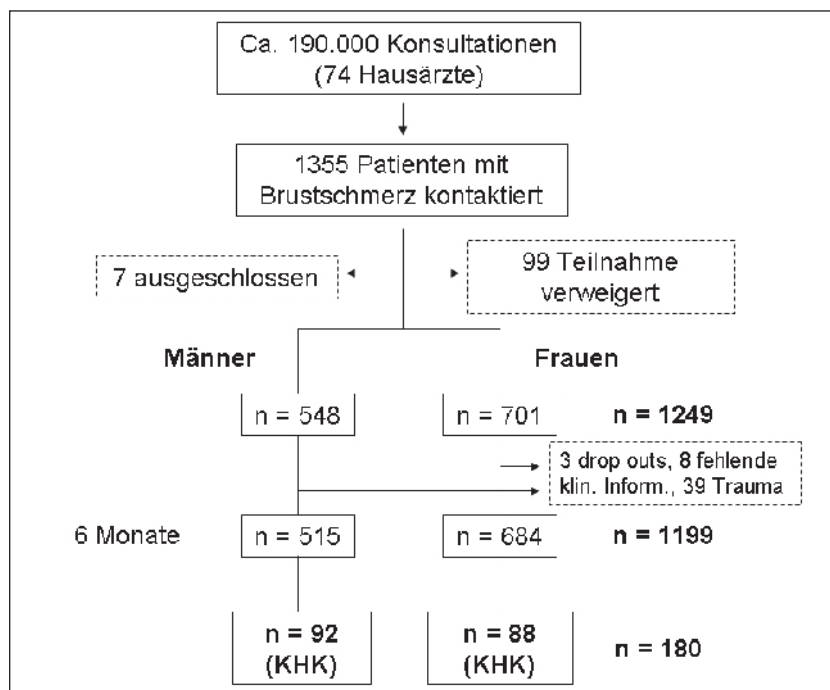 Ca. 190.000 Konsultationen
(74 Hausärzte)
1355 Patienten mit
Brustschmerz kontaktiert
7 ausgeschlossen
99 Teilnahme
verweigert
Männer
Frauen
n = 548
n = 701
n = 1249
3 drop outs, 8 fehlende
klin. Inform., 39 Trauma
6 Monate
n = 515
n = 684
n = 1199
n = 92
(KHK)
n = 88
(KHK)
n = 180